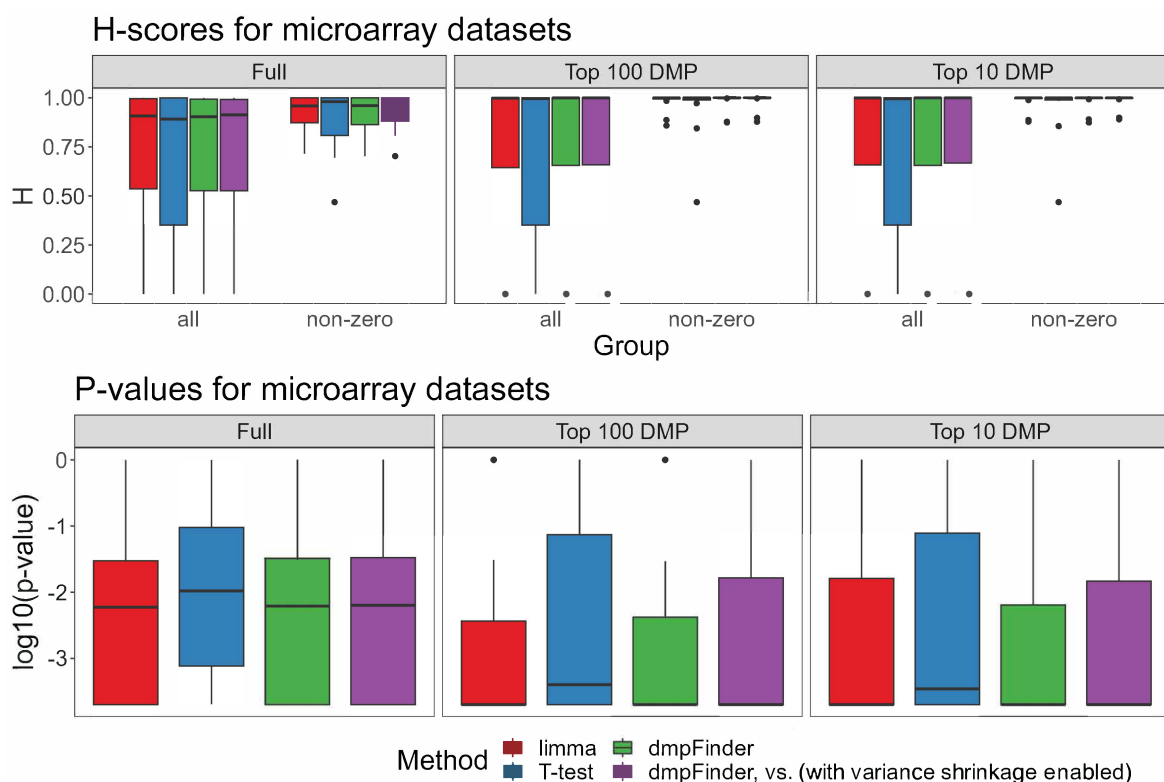 H-scores for microarray datasets
Full Top 100 DMP Top 10 DMP
1.00
0.75
0.50
0.25
0.00
H
all non-zero all non-zero all non-zero
Group
P-values for microarray datasets
Full Top 100 DMP Top 10 DMP
0
-1
-2
-3
log10(p-value)
Method limma dmpFinder
T-test dmpFinder, vs. (with variance shrinkage enabled)